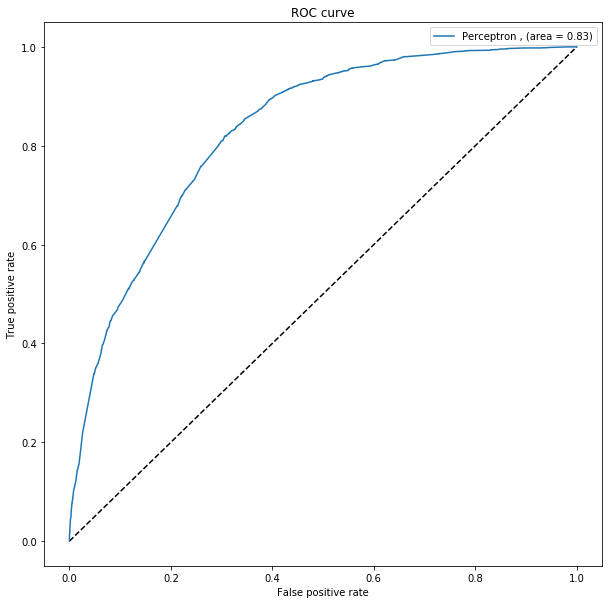 ROC curve
Perceptron , (area = 0.83)
1.0
0.8
0.6
0.4
0.2
0.0
True positive rate
0.0 0.2 0.4 0.6 0.8 1.0
False positive rate